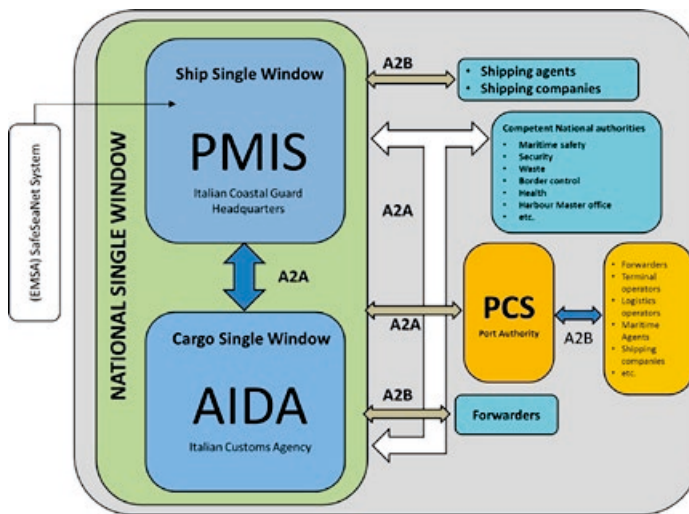 (EMSA) SafeSeaNet System
NATIONAL SINGLE WINDOW
Ship Single Window
PMIS
Italian Coastal Guard
Headquarters
A2A
Cargo Single Window
AIDA
Italian Customs Agency
A2B
• Shipping agents
• Shipping companies
A2A
Competent National authorities
• Maritime safety
• Security
• Waste
• Border control
• Health
• Harbour Master office
• etc.
A2A
PCS
Port Authority
A2B
• Forwarders
• Terminal
operators
• Logistics
operators
• Maritime
Agents
• Shipping
companies
• etc.
A2B
Forwarders